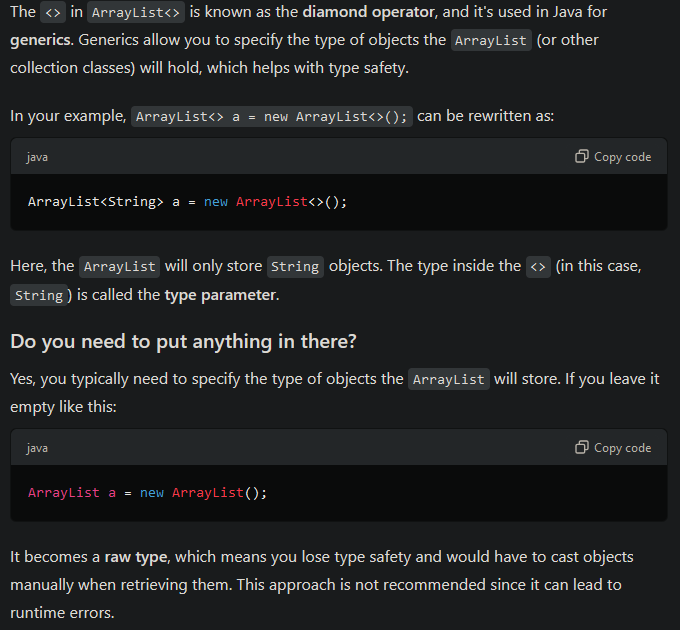 The <> in ArrayList<> is known as the diamond operator, and it's used in Java for
generics. Generics allow you to specify the type of objects the ArrayList (or other
collection classes) will hold, which helps with type safety.
In your example, ArrayList<> a = new ArrayList<>(); can be rewritten as:
java Copy code
ArrayList<String> a = new ArrayList<>();
Here, the ArrayList will only store String objects. The type inside the <> (in this case,
String) is called the type parameter.
Do you need to put anything in there?
Yes, you typically need to specify the type of objects the ArrayList will store. If you leave it
empty like this:
java Copy code
ArrayList a = new ArrayList();
It becomes a raw type, which means you lose type safety and would have to cast objects
manually when retrieving them. This approach is not recommended since it can lead to
runtime errors.